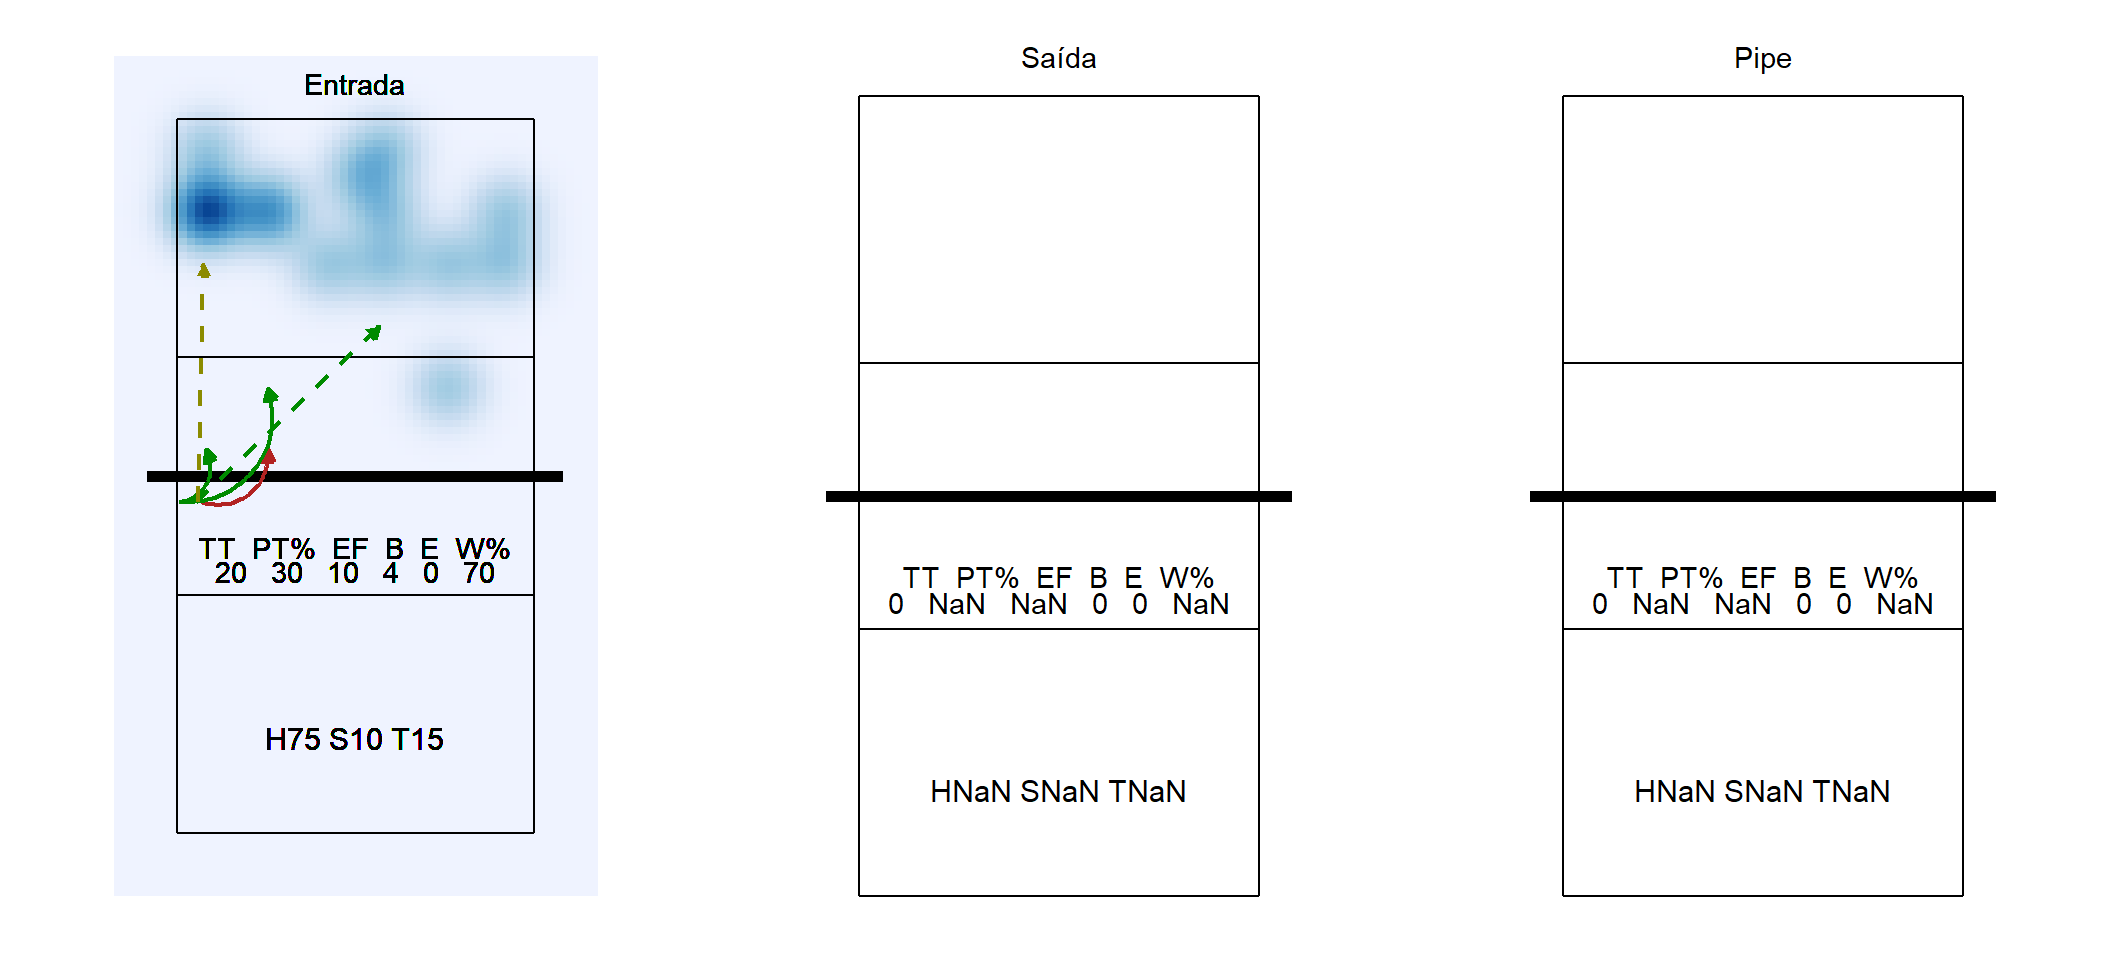 Entrada
TT PT% EF B E W%
20 30 10 4 0 70
H75 S10 T15
Saída
TT PT% EF B E W%
0 NaN NaN 0 0 NaN
HNaN SNaN TNaN
Pipe
TT PT% EF B E W%
0 NaN NaN 0 0 NaN
HNaN SNaN TNaN